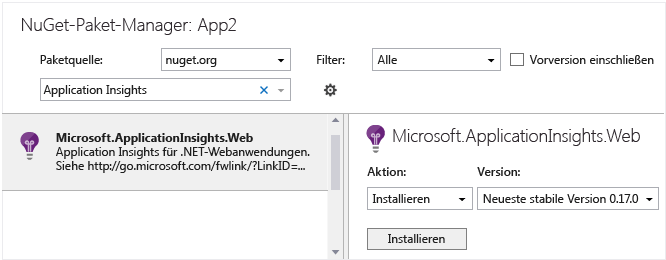 NuGet-Paket-Manager: App2
Paketquelle: nuget.org Filter: Alle Vorversion einschließen
Application Insights
Microsoft.ApplicationInsights.Web
Application Insights für .NET-Webanwendungen.
Siehe http://go.microsoft.com/fwlink/?LinkID=...
Microsoft.ApplicationInsights.Web
Aktion: Version:
Installieren Neueste stabile Version 0.17.0
Installieren